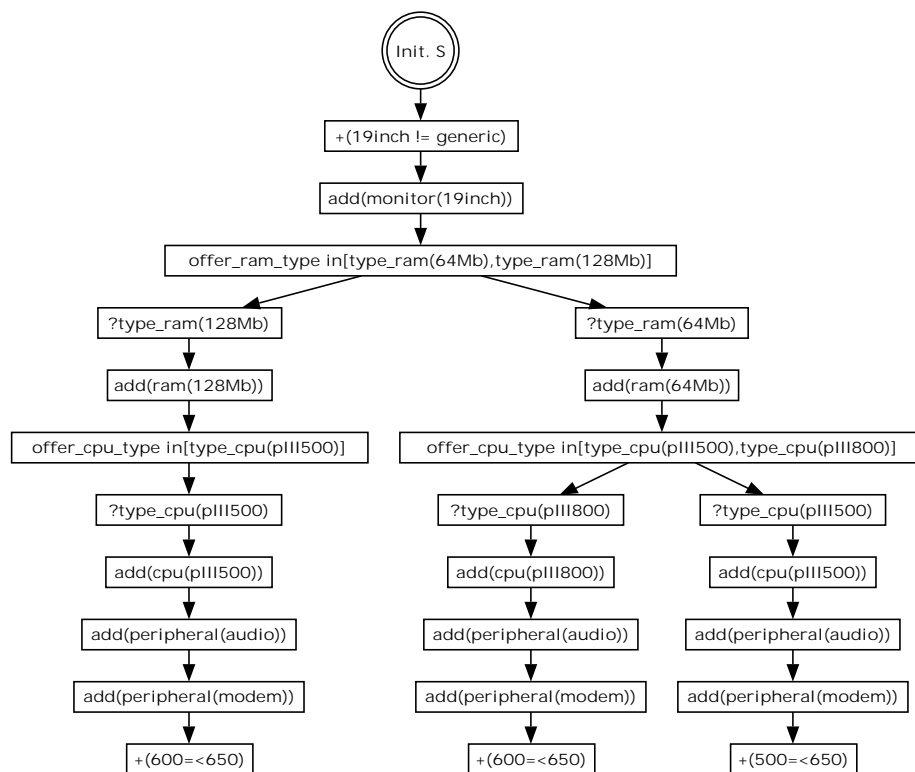 Init. S
+(19inch != generic)
add(monitor(19inch))
offer_ram_type in[type_ram(64Mb),type_ram(128Mb)]
?type_ram(128Mb)
?type_ram(64Mb)
add(ram(128Mb))
add(ram(64Mb))
offer_cpu_type in[type_cpu(pIII500)]
offer_cpu_type in[type_cpu(pIII500),type_cpu(pIII800)]
?type_cpu(pIII500)
?type_cpu(pIII800)
?type_cpu(pIII500)
add(cpu(pIII500))
add(cpu(pIII800))
add(cpu(pIII500))
add(peripheral(audio))
add(peripheral(audio))
add(peripheral(audio))
add(peripheral(modem))
add(peripheral(modem))
add(peripheral(modem))
+(600=<650)
+(600=<650)
+(500=<650)